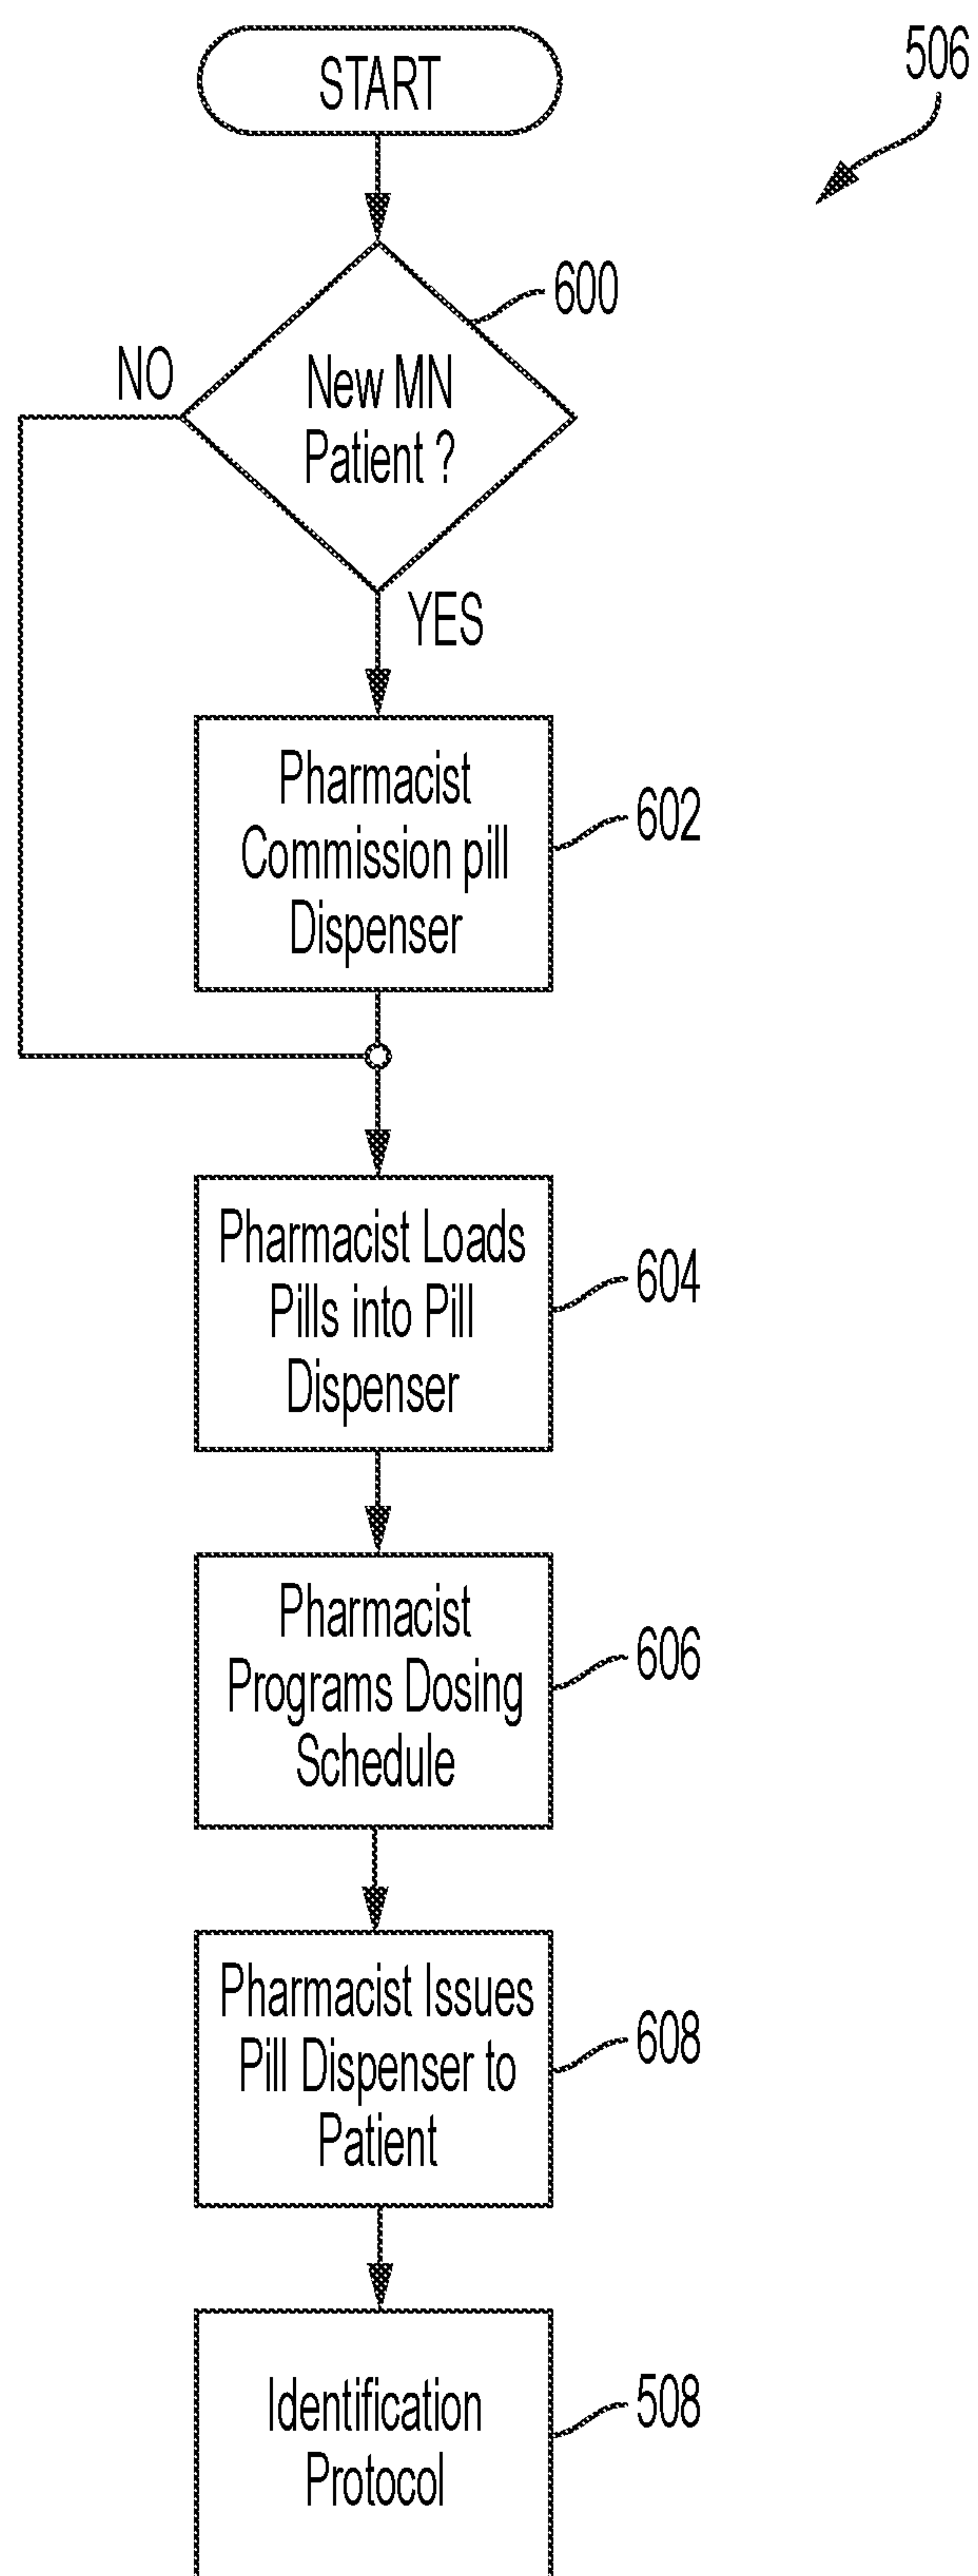 START
506
600
NO
New MN
Patient ?
YES
Pharmacist
Commission pill
Dispenser
602
Pharmacist Loads
Pills into Pill
Dispenser
604
Pharmacist
Programs Dosing
Schedule
606
Pharmacist Issues
Pill Dispenser to
Patient
608
Identification
Protocol
508